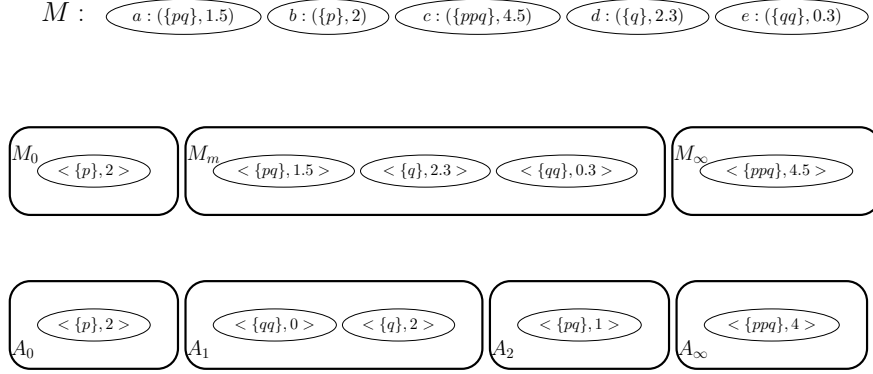 M : a : ({pq}, 1.5) b : ({p}, 2) c : ({ppq}, 4.5) d : ({q}, 2.3) e : ({qq}, 0.3)
M₀ < {p}, 2 > Mₘ < {pq}, 1.5 > < {q}, 2.3 > < {qq}, 0.3 > M∞ < {ppq}, 4.5 >
< {p}, 2 > < {qq}, 0 > < {q}, 2 > < {pq}, 1 > < {ppq}, 4 >
A₀ A₁ A₂ A∞